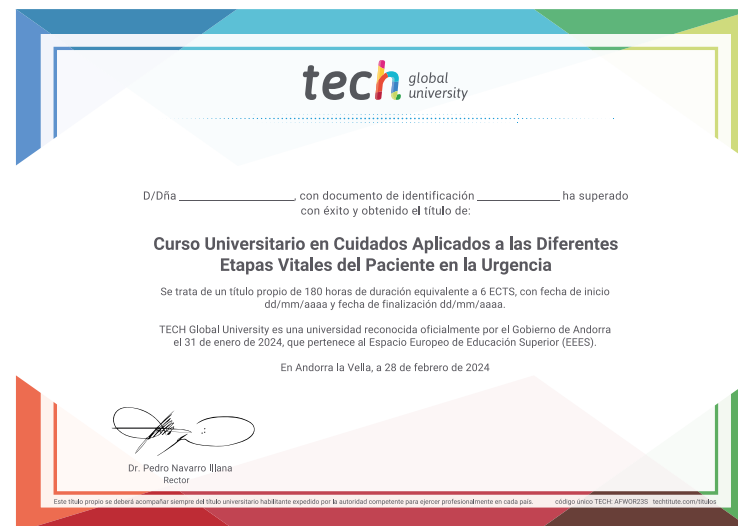 tech global university
D/Dña ____________, con documento de identificación ____________ ha superado
con éxito y obtenido el título de:
Curso Universitario en Cuidados Aplicados a las Diferentes
Etapas Vitales del Paciente en la Urgencia
Se trata de un título propio de 180 horas de duración equivalente a 6 ECTS, con fecha de inicio
dd/mm/aaaa y fecha de finalización dd/mm/aaaa.
TECH Global University es una universidad reconocida oficialmente por el Gobierno de Andorra
el 31 de enero de 2024, que pertenece al Espacio Europeo de Educación Superior (EEES).
En Andorra la Vella, a 28 de febrero de 2024
Dr. Pedro Navarro Illana
Rector
Este título propio se deberá acompañar siempre del título universitario habilitante expedido por la autoridad competente para ejercer profesionalmente en cada país. código único TECH: AFWOR23S techtitute.com/titulos